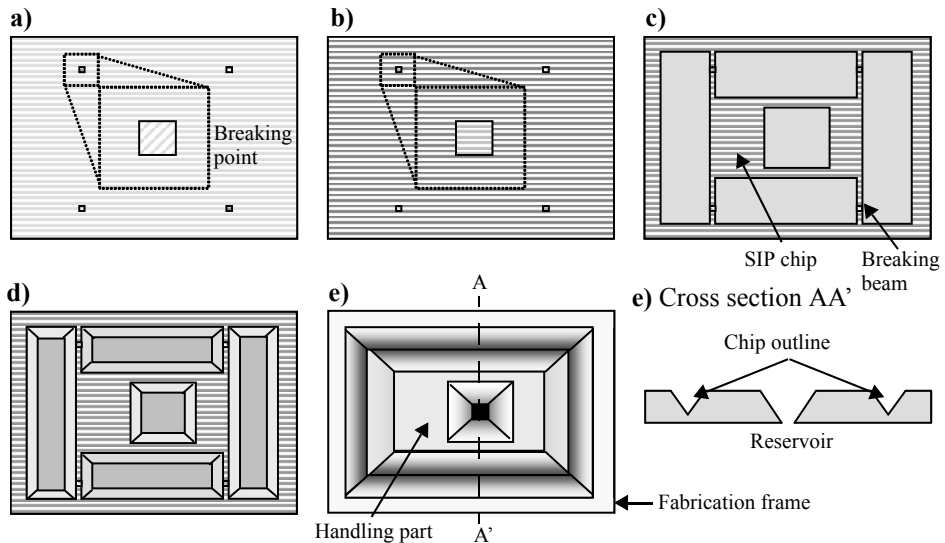 a)
b)
c)
Breaking
point
SIP chip
Breaking
beam
d)
e)
A
e) Cross section AA’
Chip outline
Reservoir
Fabrication frame
Handling part
A’